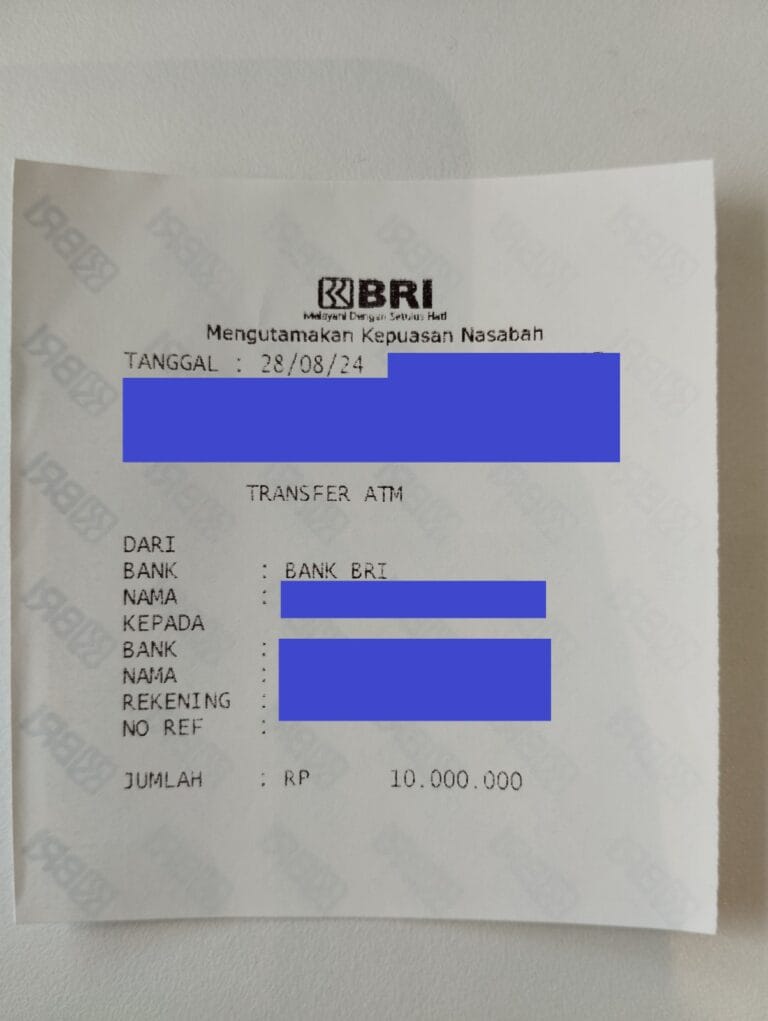 BRI
Melayani Dengan Setulus Hati
Mengutamakan Kepuasan Nasabah
TANGGAL : 28/08/24
TRANSFER ATM
DARI
BANK : BANK BRI
NAMA :
KEPADA
BANK :
NAMA :
REKENING :
NO REF :
JUMLAH : RP 10.000.000